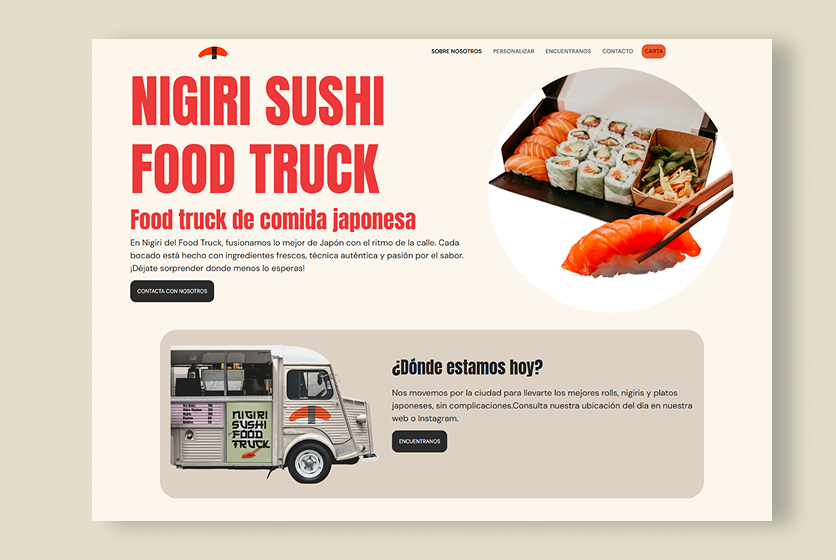 SOBRE NOSOTROS PERSONALIZAR ENCUENTRANOS CONTACTO CARTA
NIGIRI SUSHI
FOOD TRUCK
Food truck de comida japonesa
En Nigiri del Food Truck, fusionamos lo mejor de Japón con el ritmo de la calle. Cada
bocado está hecho con ingredientes frescos, técnica auténtica y pasión por el sabor.
¡Déjate sorprender donde menos lo esperas!
CONTACTA CON NOSOTROS
NIGIRI
SUSHI
FOOD
TRUCK
¿Dónde estamos hoy?
Nos movemos por la ciudad para llevarte los mejores rolls, nigiris y platos
japoneses, sin complicaciones.Consulta nuestra ubicación del día en nuestra
web o Instagram.
ENCUENTRANOS